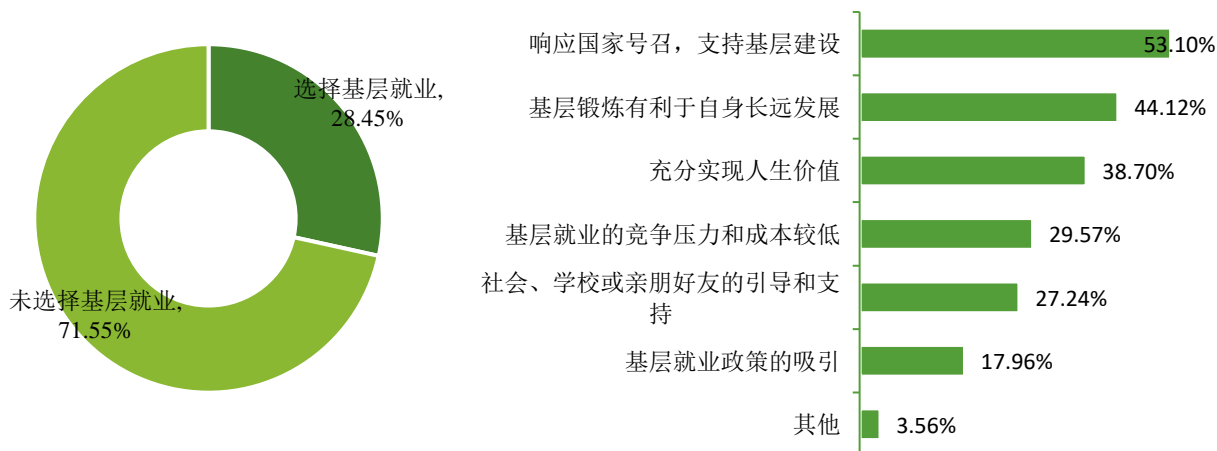 选择基层就业,
28.45%
未选择基层就业,
71.55%
响应国家号召，支持基层建设
53.10%
基层锻炼有利于自身长远发展
44.12%
充分实现人生价值
38.70%
基层就业的竞争压力和成本较低
29.57%
社会、学校或亲朋好友的引导和支
持
27.24%
基层就业政策的吸引
17.96%
其他
3.56%